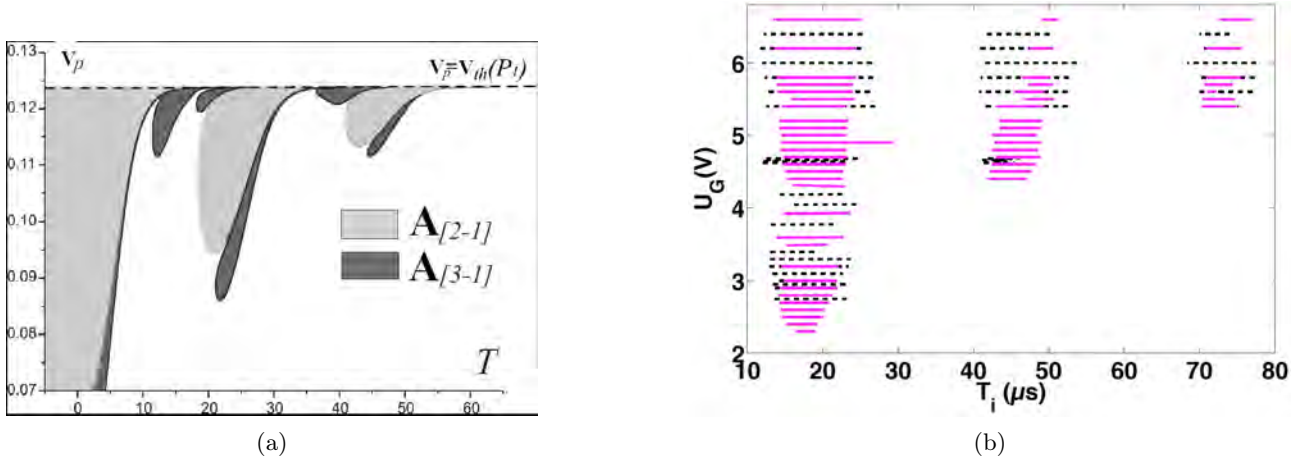 0.13
v_p
v_p=v_th(P_t)
0.12
0.11
0.10
0.09
0.08
0.07
A_[2-1]
A_[3-1]
T
0 10 20 30 40 50 60
(a)
6
5
4
3
2
U_G(V)
10 20 30 40 50 60 70 80
T_i (μs)
(b)